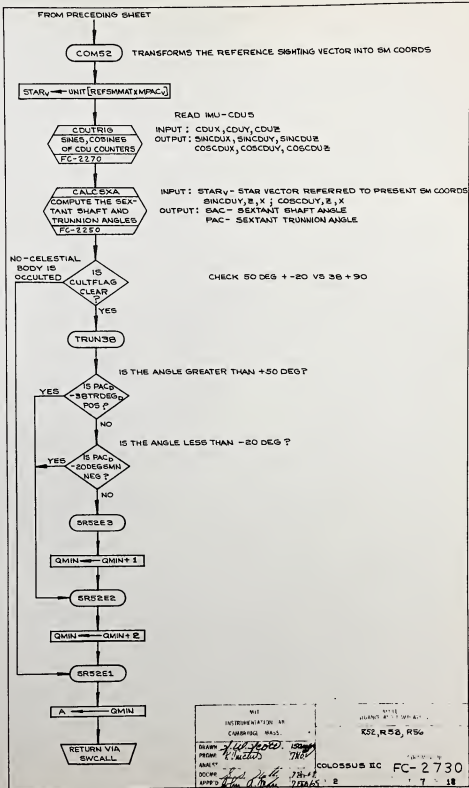 FROM PRECEDING SHEET
COM52
TRANSFORMS THE REFERENCE SIGHTING VECTOR INTO SM COORDS
STARv ← UNIT[REFSMMAT x MPACv]
READ IMU-CDUS
CDUTRIG
SINES, COSINES
OF CDU COUNTERS
FC-2270
INPUT: CDUX, CDUY, CDUZ
OUTPUT: SINCDUX, SINCDUY, SINCDUZ
COSCDUX, COSCDUY, COSCDUZ
CALCSXA
COMPUTE THE SEX-
TANT SHAFT AND
TRUNNION ANGLES
FC-2250
INPUT: STARv - STAR VECTOR REFERRED TO PRESENT SM COORDS
SINCDUY,Z,X ; COSCDUY,Z,X
OUTPUT: SAC - SEXTANT SHAFT ANGLE
PAC - SEXTANT TRUNNION ANGLE
NO-CELESTIAL
BODY IS
OCCULTED
IS
CULTFLAG
CLEAR
?
CHECK 50 DEG + -20 VS 38 + 90
YES
TRUN38
IS THE ANGLE GREATER THAN +50 DEG?
YES
IS PACD
-38TRDEGD
POS ?
NO
IS THE ANGLE LESS THAN -20 DEG ?
YES
IS PACD
-20DEGSMN
NEG ?
NO
SR52E3
QMIN ← QMIN + 1
SR52E2
QMIN ← QMIN + 2
SR52E1
A ← QMIN
RETURN VIA
SWCALL
MIT
INSTRUMENTATION LAB
CAMBRIDGE MASS.
DRAWN
PRGMR
ANALYST
DOCMR
APPR'D
R52, R53, R56
COLOSSUS IIC
FC-2730
2
7
18